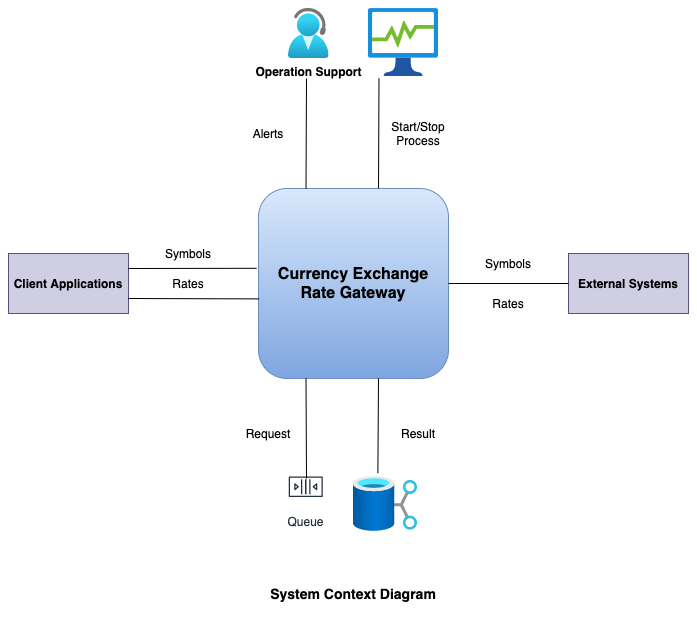 Operation Support
Alerts
Start/Stop
Process
Client Applications
Symbols
Rates
Currency Exchange
Rate Gateway
Symbols
Rates
External Systems
Request
Result
Queue
System Context Diagram